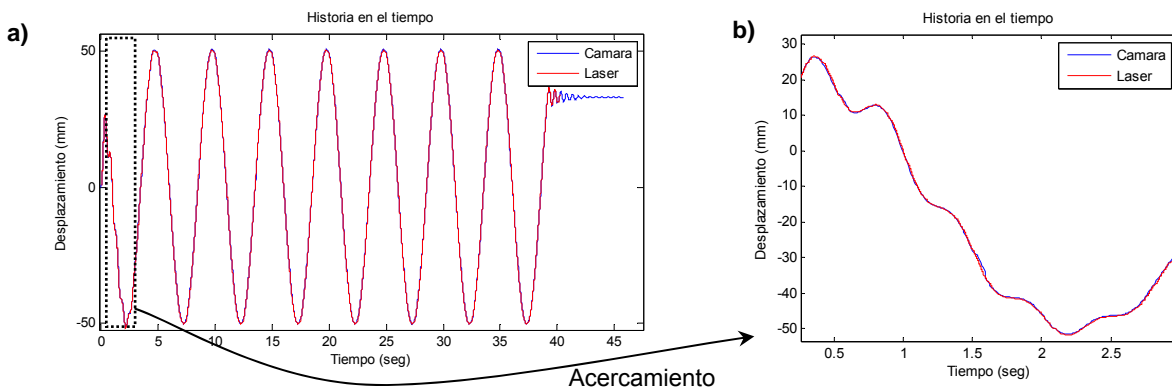 a)
Historia en el tiempo
Desplazamiento (mm)
50
0
-50
0 5 10 15 20 25 30 35 40 45
Tiempo (seg)
Camara
Laser
b)
Historia en el tiempo
Desplazamiento (mm)
30
20
10
0
-10
-20
-30
-40
-50
0.5 1 1.5 2 2.5
Tiempo (seg)
Camara
Laser
Acercamiento